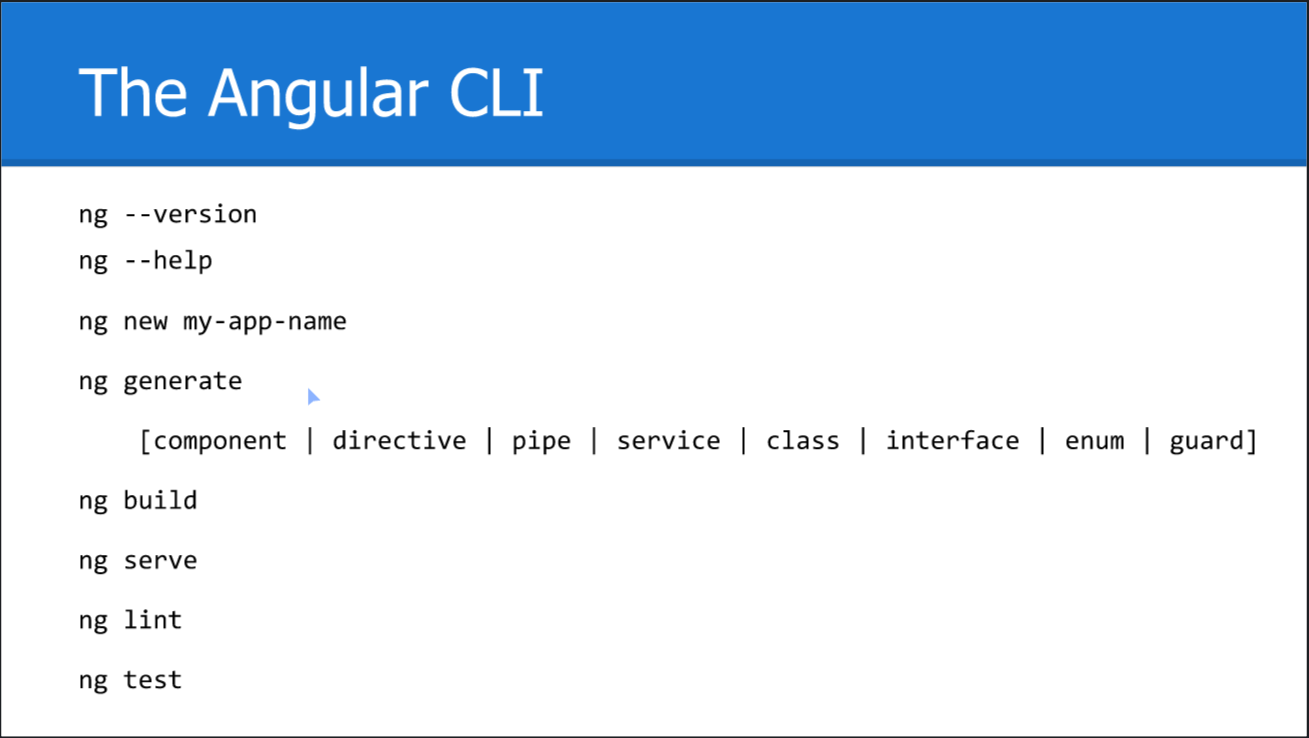 The Angular CLI
ng --version
ng --help
ng new my-app-name
ng generate
[component | directive | pipe | service | class | interface | enum | guard]
ng build
ng serve
ng lint
ng test